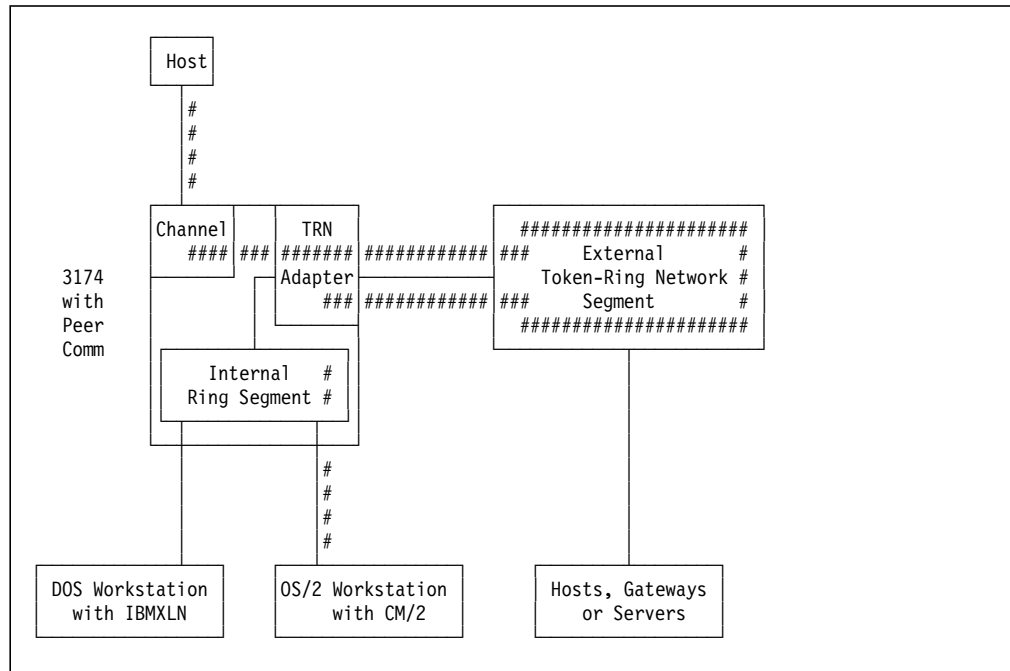 Host
#
#
#
#
Channel TRN
#### ### ####### ############ ###
Adapter
### ############ ###
######################
External #
Token-Ring Network #
Segment #
######################
3174
with
Peer
Comm
Internal #
Ring Segment #
#
#
#
#
DOS Workstation
with IBMXLN
OS/2 Workstation
with CM/2
Hosts, Gateways
or Servers